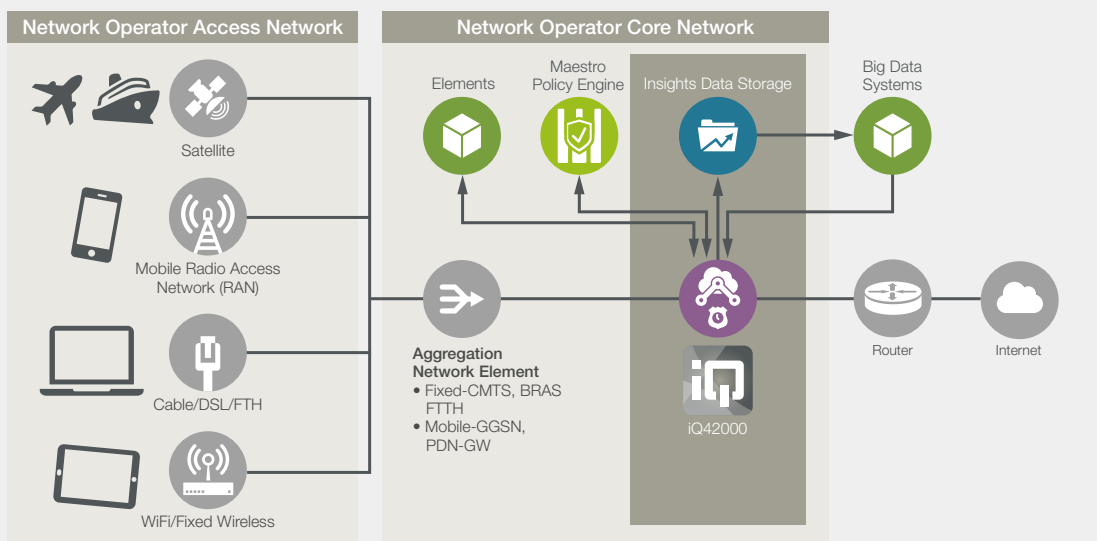 Network Operator Access Network
Network Operator Core Network
Satellite
Mobile Radio Access
Network (RAN)
Cable/DSL/FTH
WiFi/Fixed Wireless
Elements
Maestro
Policy Engine
Insights Data Storage
Big Data
Systems
Aggregation
Network Element
• Fixed-CMTS, BRAS
FTTH
• Mobile-GGSN,
PDN-GW
iQ
iQ42000
Router
Internet